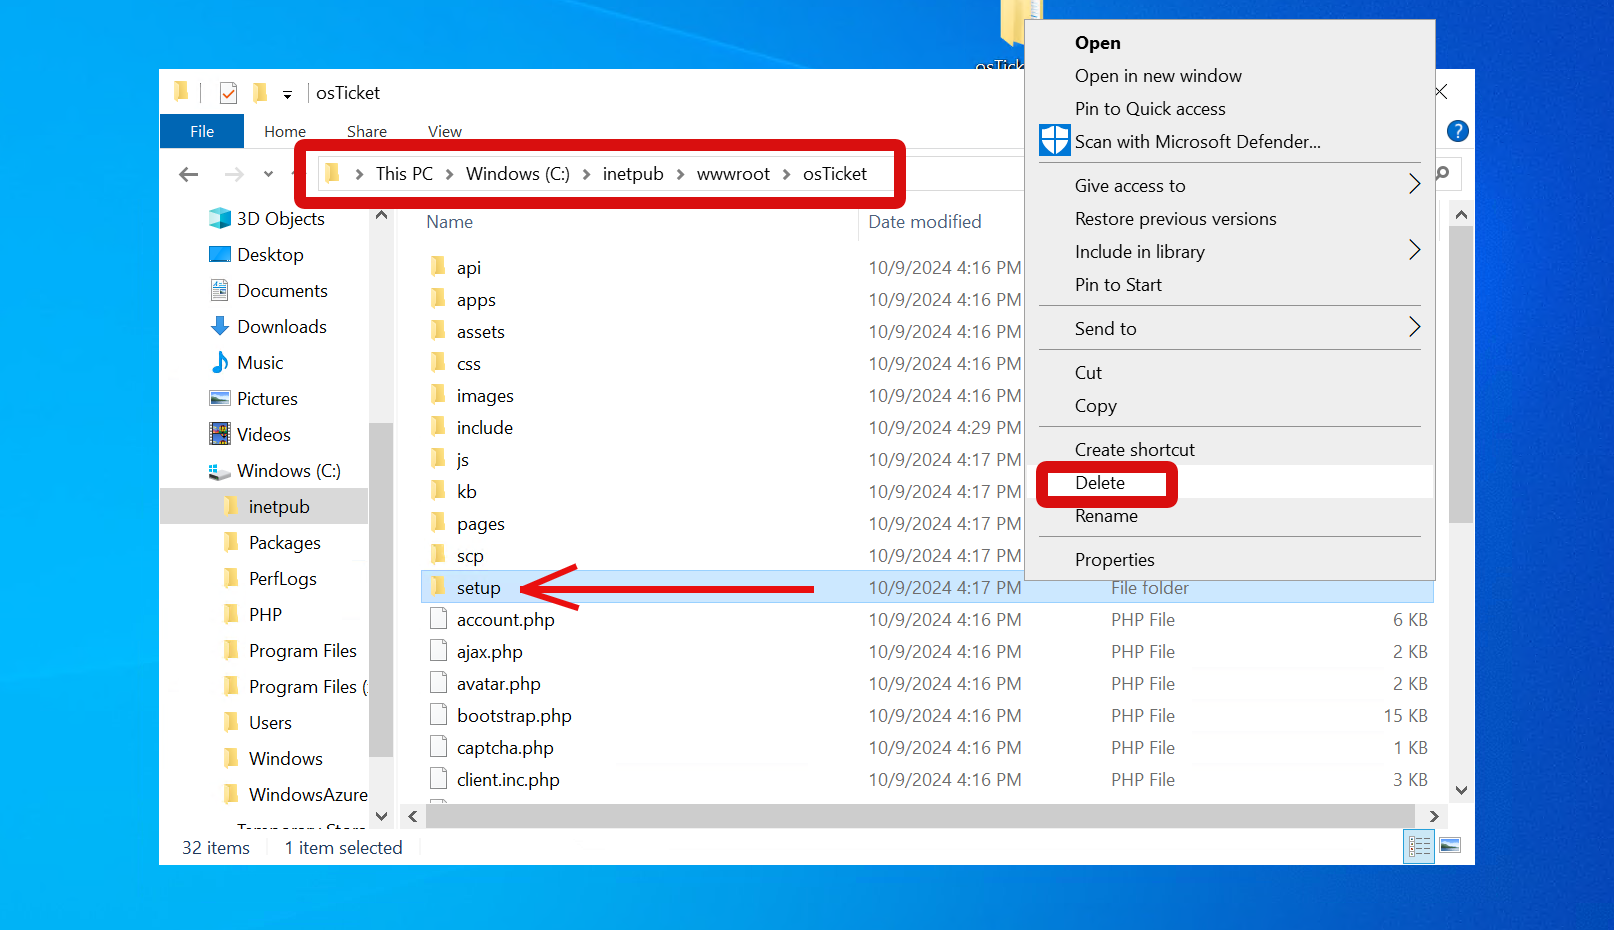 osTick
osTicket
File Home Share View
This PC > Windows (C:) > inetpub > wwwroot > osTicket
3D Objects
Desktop
Documents
Downloads
Music
Pictures
Videos
Windows (C:)
inetpub
Packages
PerfLogs
PHP
Program Files
Program Files (
Users
Windows
WindowsAzure
Name Date modified
api 10/9/2024 4:16 PM
apps 10/9/2024 4:16 PM
assets 10/9/2024 4:16 PM
css 10/9/2024 4:16 PM
images 10/9/2024 4:16 PM
include 10/9/2024 4:29 PM
js 10/9/2024 4:17 PM
kb 10/9/2024 4:17 PM
pages 10/9/2024 4:17 PM
scp 10/9/2024 4:17 PM
setup 10/9/2024 4:17 PM File folder
account.php 10/9/2024 4:16 PM PHP File 6 KB
ajax.php 10/9/2024 4:16 PM PHP File 2 KB
avatar.php 10/9/2024 4:16 PM PHP File 2 KB
bootstrap.php 10/9/2024 4:16 PM PHP File 15 KB
captcha.php 10/9/2024 4:16 PM PHP File 1 KB
client.inc.php 10/9/2024 4:16 PM PHP File 3 KB
32 items 1 item selected
Open
Open in new window
Pin to Quick access
Scan with Microsoft Defender...
Give access to
Restore previous versions
Include in library
Pin to Start
Send to
Cut
Copy
Create shortcut
Delete
Rename
Properties